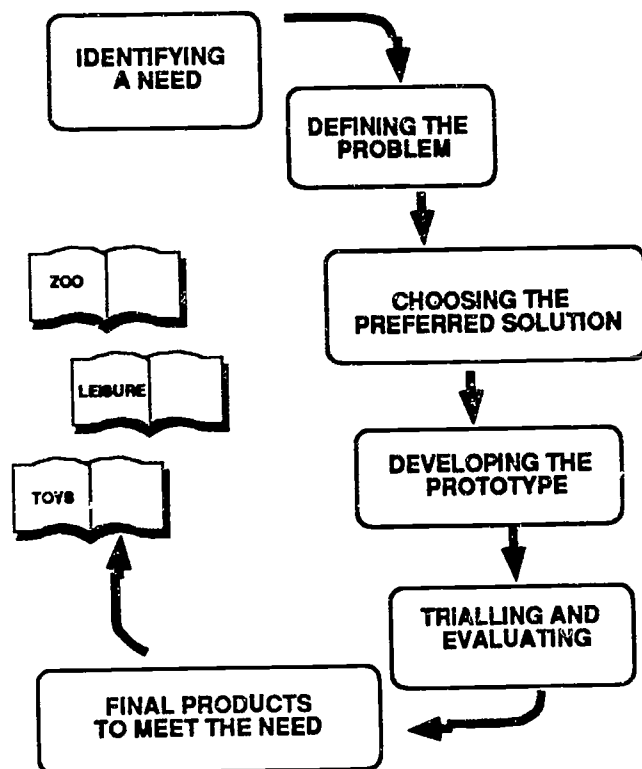 IDENTIFYING
A NEED
DEFINING THE
PROBLEM
CHOOSING THE
PREFERRED SOLUTION
DEVELOPING THE
PROTOTYPE
TRIALLING AND
EVALUATING
FINAL PRODUCTS
TO MEET THE NEED
ZOO
LEISURE
TOYS